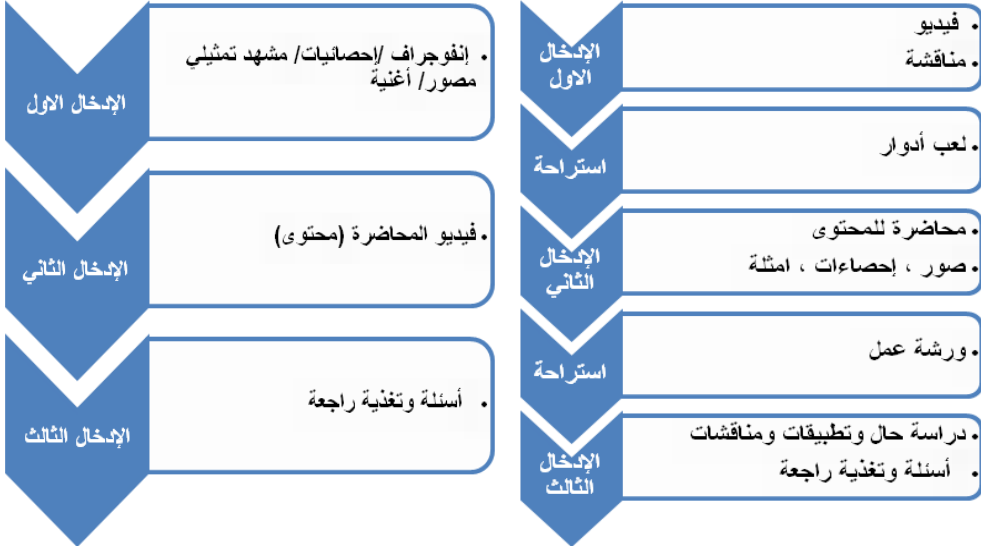 الإدخال الاول
• فيديو
• مناقشة
استراحة
• لعب أدوار
الإدخال الثاني
• محاضرة للمحتوى
• صور ، إحصاءات ، امثلة
استراحة
• ورشة عمل
الإدخال الثالث
• دراسة حال وتطبيقات ومناقشات
• أسئلة وتغذية راجعة
الإدخال الاول
• إنفوجراف /إحصائيات/ مشهد تمثيلي
مصور/ أغنية
الإدخال الثاني
• فيديو المحاضرة (محتوى)
الإدخال الثالث
• أسئلة وتغذية راجعة